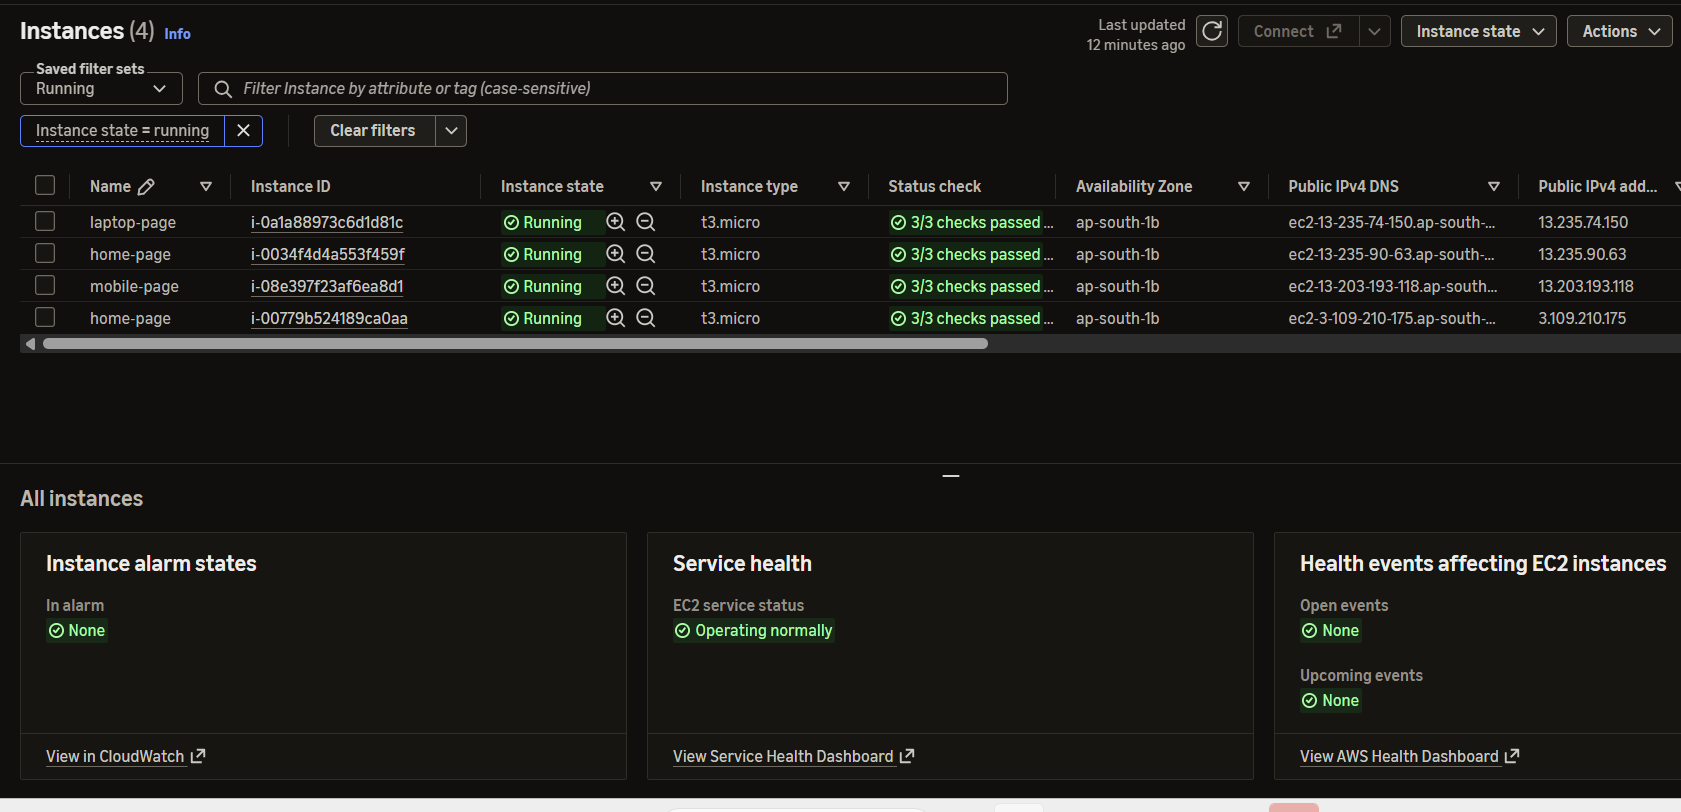 Instances (4) Info
Last updated
12 minutes ago
Connect
Instance state
Actions
Saved filter sets
Running
Filter Instance by attribute or tag (case-sensitive)
Instance state = running
Clear filters
Name Instance ID Instance state Instance type Status check Availability Zone Public IPv4 DNS Public IPv4 add...
laptop-page i-0a1a88973c6d1d81c Running t3.micro 3/3 checks passed ... ap-south-1b ec2-13-235-74-150.ap-south-... 13.235.74.150
home-page i-0034f4d4a553f459f Running t3.micro 3/3 checks passed ... ap-south-1b ec2-13-235-90-63.ap-south-... 13.235.90.63
mobile-page i-08e397f23af6ea8d1 Running t3.micro 3/3 checks passed ... ap-south-1b ec2-13-203-193-118.ap-south... 13.203.193.118
home-page i-00779b524189ca0aa Running t3.micro 3/3 checks passed ... ap-south-1b ec2-3-109-210-175.ap-south-... 3.109.210.175
All instances
Instance alarm states
In alarm
None
View in CloudWatch
Service health
EC2 service status
Operating normally
View Service Health Dashboard
Health events affecting EC2 instances
Open events
None
Upcoming events
None
View AWS Health Dashboard